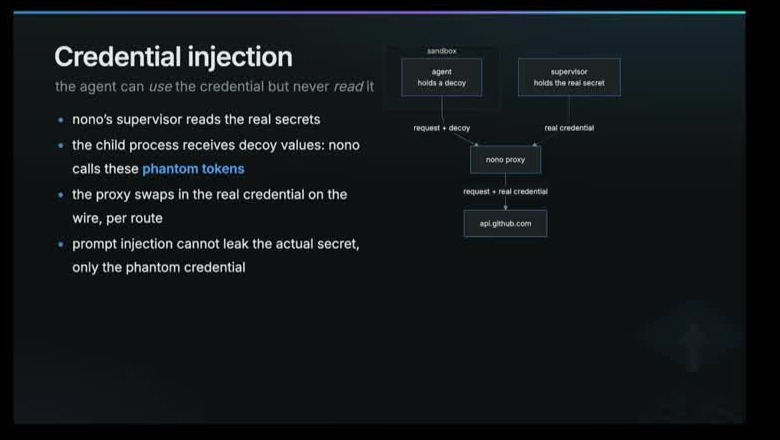 Credential injection
the agent can use the credential but never read it
• nono's supervisor reads the real secrets
• the child process receives decoy values: nono
calls these phantom tokens
• the proxy swaps in the real credential on the
wire, per route
• prompt injection cannot leak the actual secret,
only the phantom credential
sandbox
agent
holds a decoy
supervisor
holds the real secret
request + decoy
real credential
nono proxy
request + real credential
api.github.com